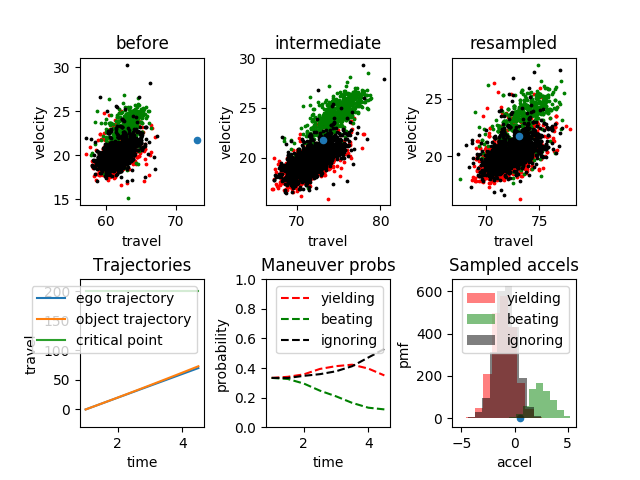 before intermediate resampled
30 25 20 15
velocity
60 70
travel
30 25 20
velocity
70 80
travel
25 20
velocity
70 75
travel
Trajectories Maneuver probs Sampled accels
200 150 100 50 0
travel
ego trajectory
object trajectory
critical point
2 4
time
1.0 0.8 0.6 0.4 0.2 0.0
probability
yielding
beating
ignoring
2 4
time
600 400 200 0
pmf
yielding
beating
ignoring
−5 0 5
accel